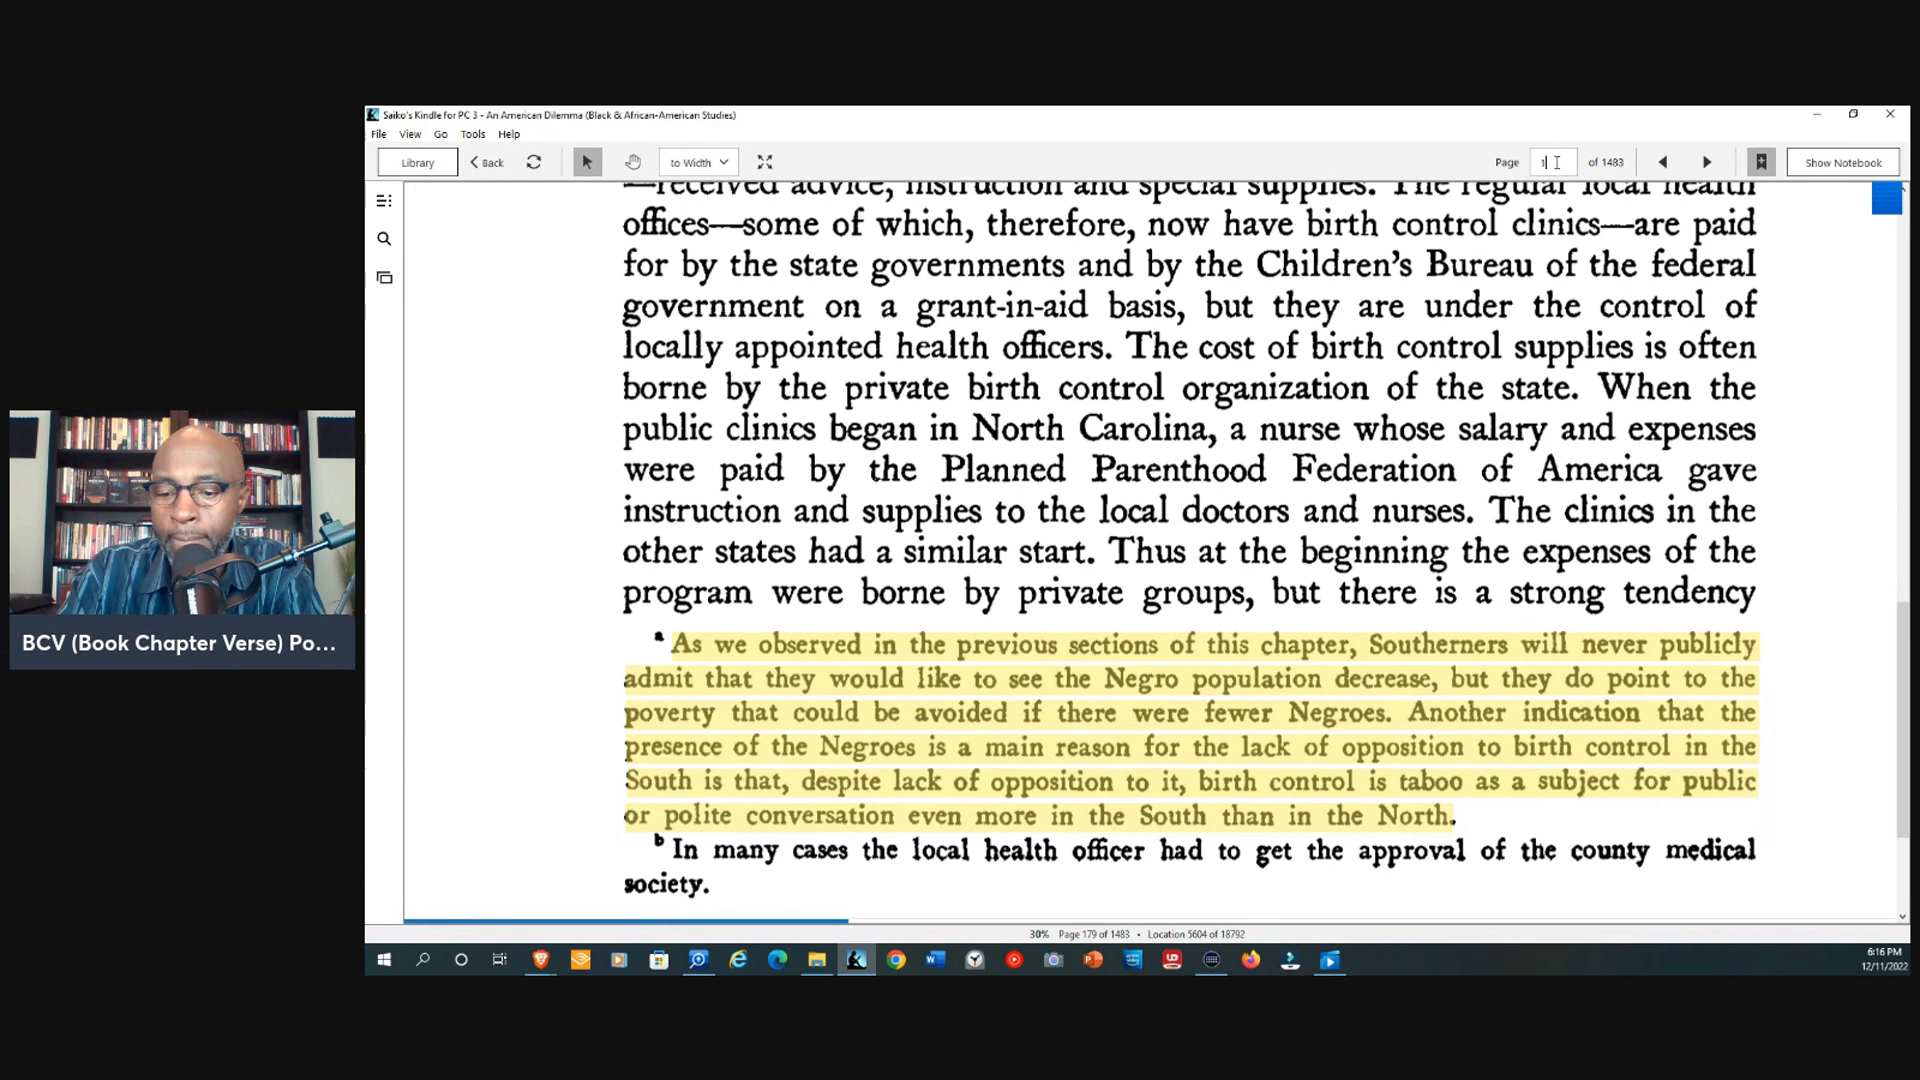 Saiko's Kindle for PC 3 - An American Dilemma (Black & African-American Studies)
File View Go Tools Help
Library Back to Width Page 1 of 1483 Show Notebook
—received advice, instruction and special supplies. The regular local health
offices—some of which, therefore, now have birth control clinics—are paid
for by the state governments and by the Children's Bureau of the federal
government on a grant-in-aid basis, but they are under the control of
locally appointed health officers. The cost of birth control supplies is often
borne by the private birth control organization of the state. When the
public clinics began in North Carolina, a nurse whose salary and expenses
were paid by the Planned Parenthood Federation of America gave
instruction and supplies to the local doctors and nurses. The clinics in the
other states had a similar start. Thus at the beginning the expenses of the
program were borne by private groups, but there is a strong tendency
a As we observed in the previous sections of this chapter, Southerners will never publicly
admit that they would like to see the Negro population decrease, but they do point to the
poverty that could be avoided if there were fewer Negroes. Another indication that the
presence of the Negroes is a main reason for the lack of opposition to birth control in the
South is that, despite lack of opposition to it, birth control is taboo as a subject for public
or polite conversation even more in the South than in the North.
b In many cases the local health officer had to get the approval of the county medical
society.
30% Page 179 of 1483 • Location 5604 of 18792
6:16 PM
12/11/2022
BCV (Book Chapter Verse) Po...